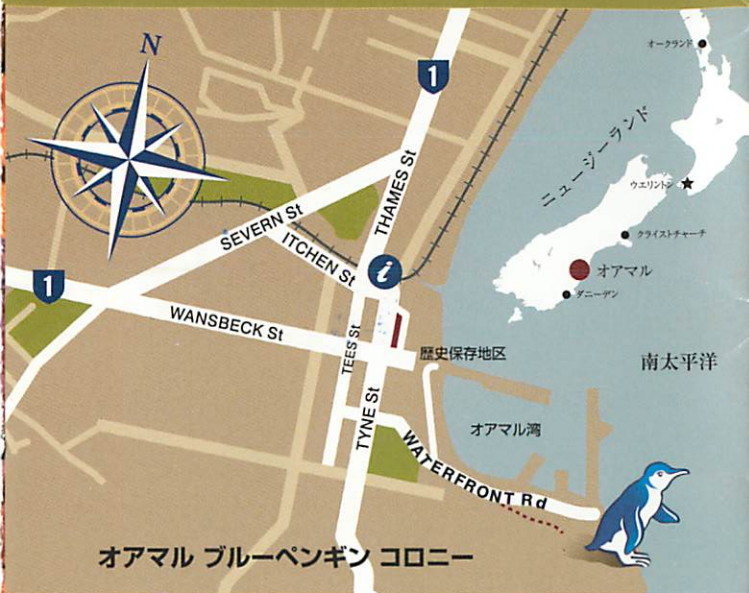 N
1
オークランド
ニュージーランド
ウエリントン
クライストチャーチ
オアマル
ダニーデン
THAMES St
SEVERN St
ITCHEN St
i
1
WANSBECK St
TEES St
歴史保存地区
南太平洋
TYNE St
オアマル湾
WATERFRONT Rd
オアマル ブルーペンギン コロニー